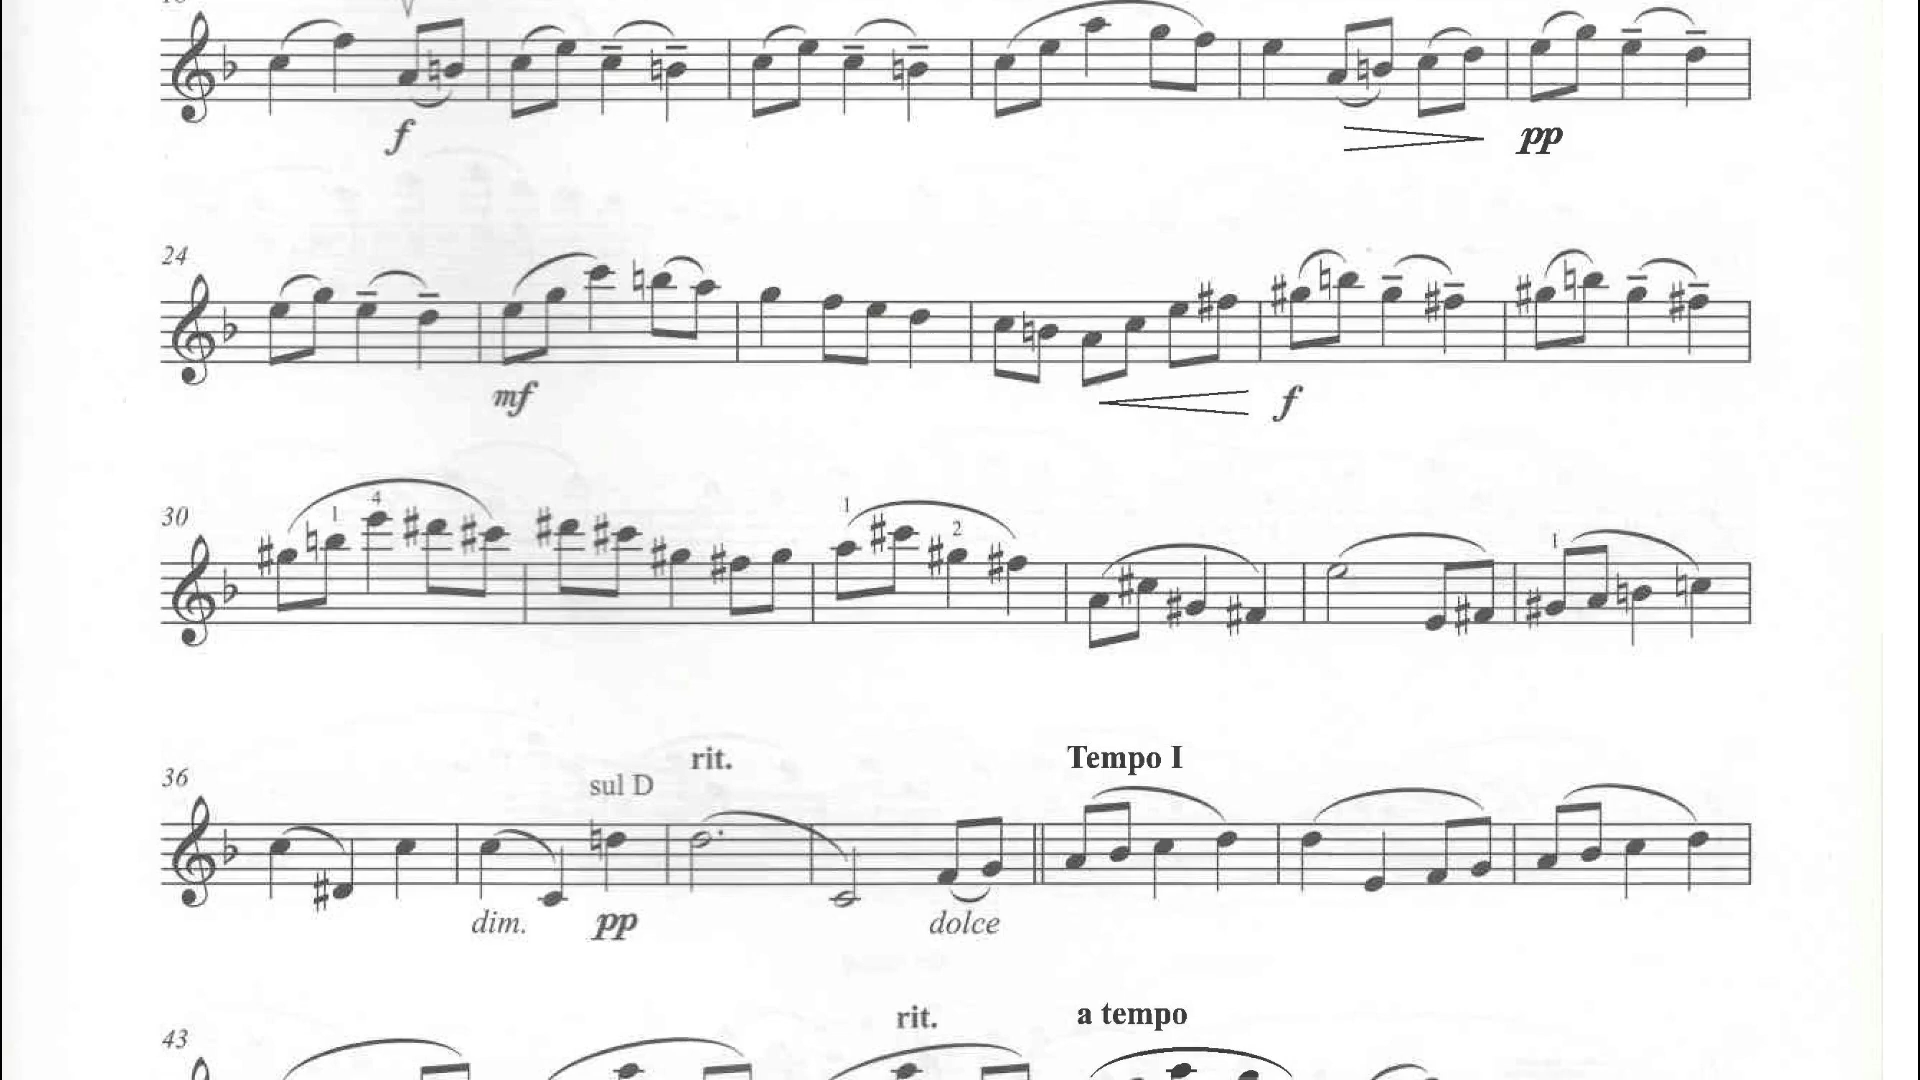 f
pp
24
mf
f
30
1
4
1
2
1
36
rit.
Tempo I
sul D
dim.
pp
dolce
43
rit.
a tempo